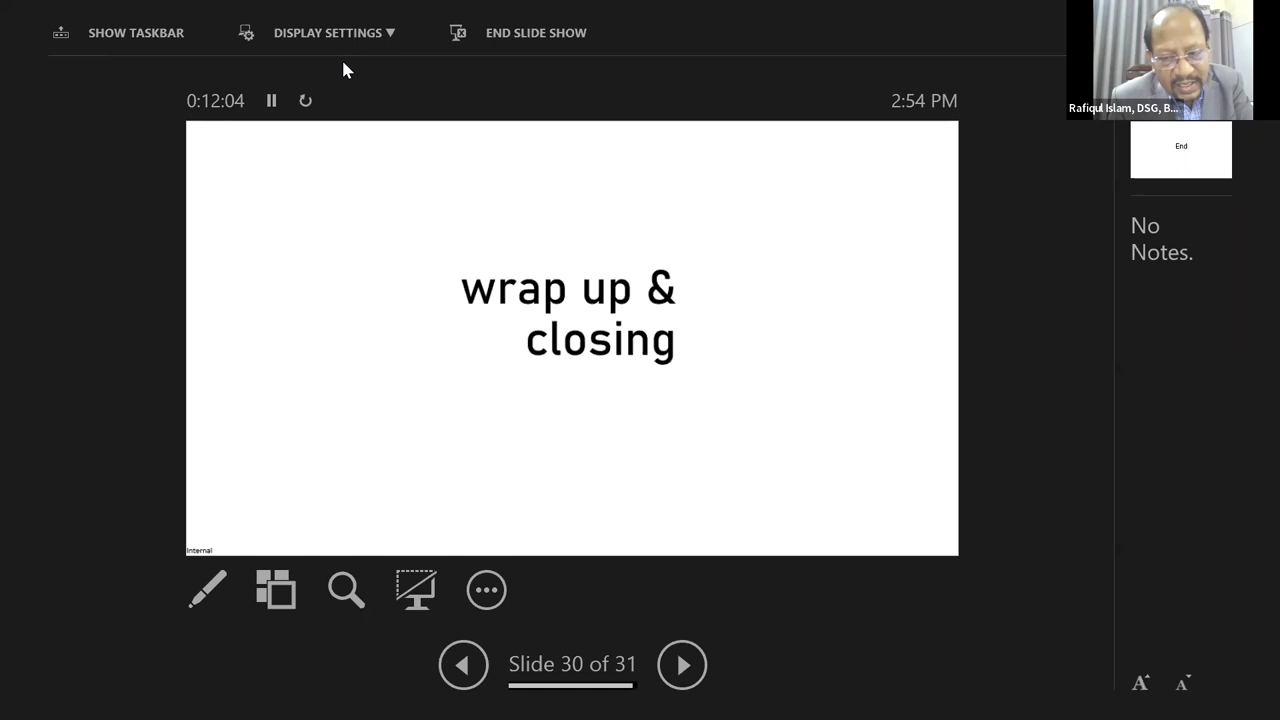 SHOW TASKBAR
DISPLAY SETTINGS ▼
END SLIDE SHOW
Rafiqul Islam, DSG, B...
0:12:04
2:54 PM
End
No
Notes.
wrap up &
closing
Internal
Slide 30 of 31
A
A